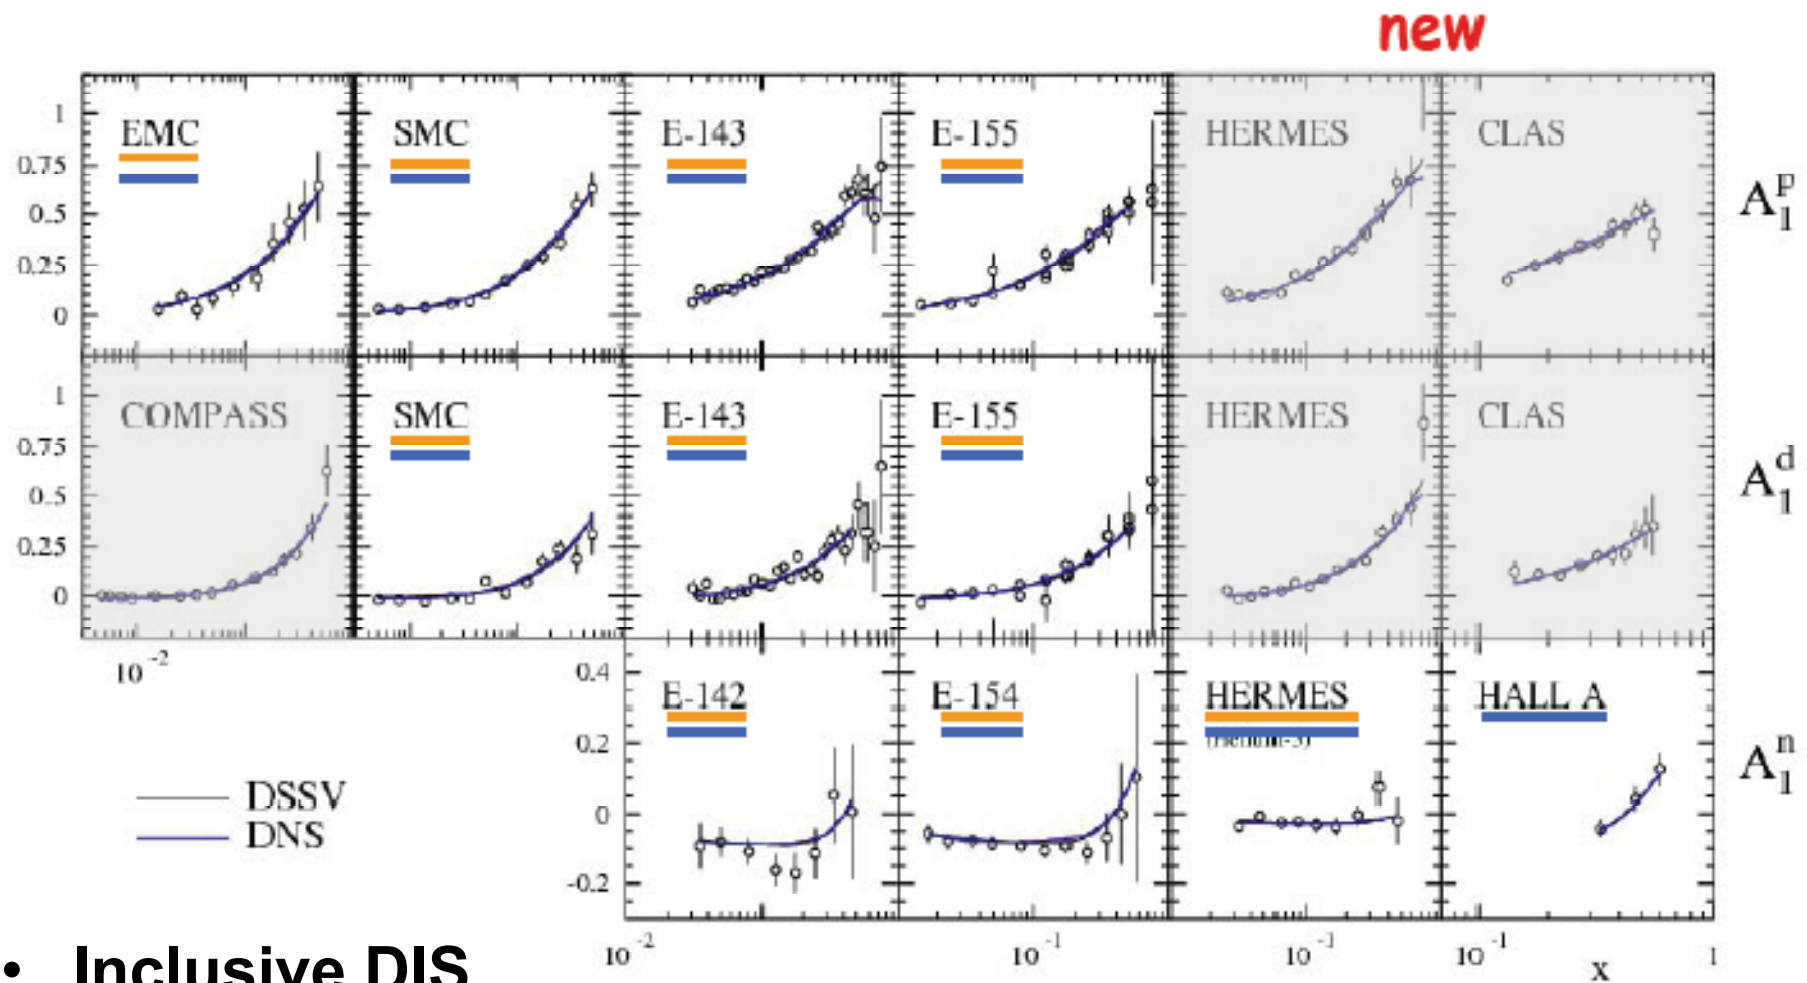 new
EMC SMC E-143 E-155 HERMES CLAS
1
0.75
0.5
0.25
0
A₁ᵖ
COMPASS SMC E-143 E-155 HERMES CLAS
1
0.75
0.5
0.25
0
A₁ᵈ
10⁻²
E-142 E-154 HERMES HALL A
(Helium-3)
0.4
0.2
0
-0.2
A₁ⁿ
DSSV
DNS
10⁻² 10⁻¹ 10⁻¹ 10⁻¹ x 1
• Inclusive DIS